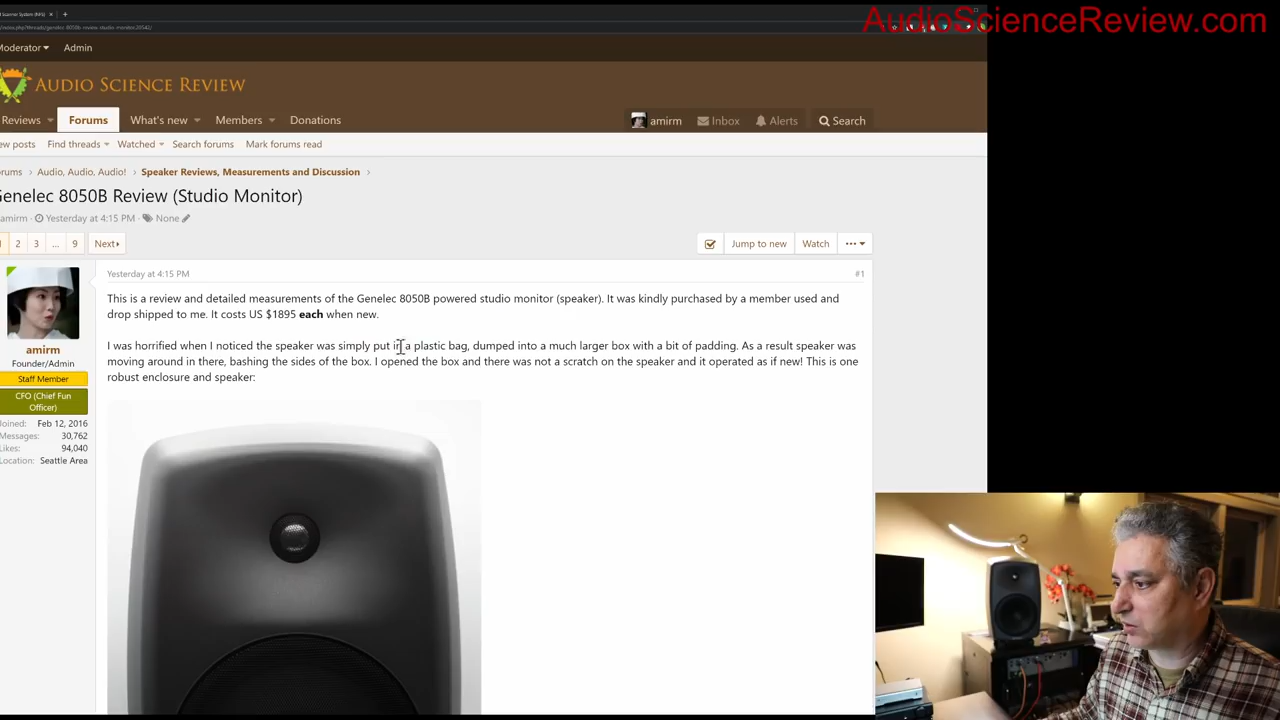 AudioScienceReview.com
Moderator Admin
AUDIO SCIENCE REVIEW
Reviews Forums What's new Members Donations amirm Inbox Alerts Search
posts Find threads Watched Search forums Mark forums read
Audio, Audio, Audio! Speaker Reviews, Measurements and Discussion
Genelec 8050B Review (Studio Monitor)
amirm Yesterday at 4:15 PM None
2 3 ... 9 Next Jump to new Watch
Yesterday at 4:15 PM #1
This is a review and detailed measurements of the Genelec 8050B powered studio monitor (speaker). It was kindly purchased by a member used and
drop shipped to me. It costs US $1895 each when new.
I was horrified when I noticed the speaker was simply put in a plastic bag, dumped into a much larger box with a bit of padding. As a result speaker was
moving around in there, bashing the sides of the box. I opened the box and there was not a scratch on the speaker and it operated as if new! This is one
robust enclosure and speaker:
amirm
Founder/Admin
Staff Member
CFO (Chief Fun
Officer)
Joined: Feb 12, 2016
Messages: 30,762
Likes: 94,040
Location: Seattle Area